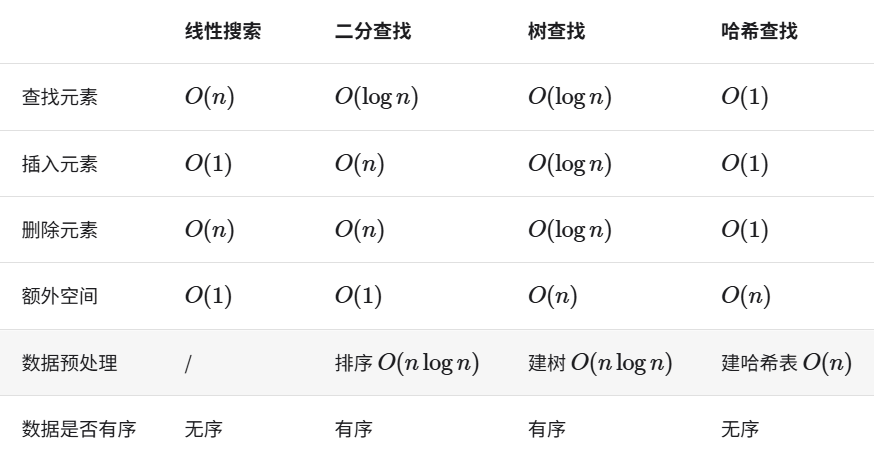 线性搜索 二分查找 树查找 哈希查找
查找元素 O(n) O(log n) O(log n) O(1)
插入元素 O(1) O(n) O(log n) O(1)
删除元素 O(n) O(n) O(log n) O(1)
额外空间 O(1) O(1) O(n) O(n)
数据预处理 / 排序 O(n log n) 建树 O(n log n) 建哈希表 O(n)
数据是否有序 无序 有序 有序 无序